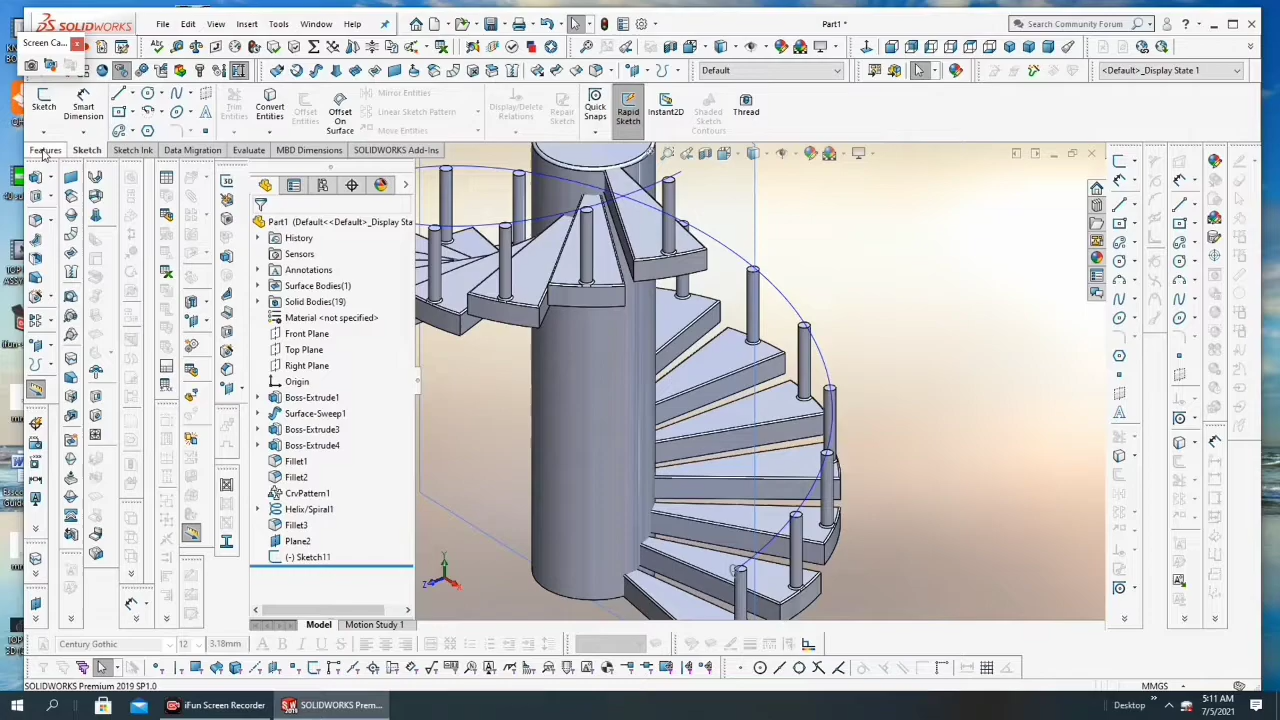 SOLIDWORKS
File Edit View Insert Tools Window Help
Part1 *
Search Community Forum
Screen Ca...
Default
<Default>_Display State 1
Sketch
Smart Dimension
Trim Entities
Convert Entities
Offset Entities
Offset On Surface
Mirror Entities
Linear Sketch Pattern
Move Entities
Display/Delete Relations
Repair Sketch
Quick Snaps
Rapid Sketch
Instant2D
Shaded Sketch Contours
Thread
Features Sketch Sketch Ink Data Migration Evaluate MBD Dimensions SOLIDWORKS Add-Ins
Part1 (Default<<Default>_Display Sta
History
Sensors
Annotations
Surface Bodies(1)
Solid Bodies(19)
Material <not specified>
Front Plane
Top Plane
Right Plane
Origin
Boss-Extrude1
Surface-Sweep1
Boss-Extrude3
Boss-Extrude4
Fillet1
Fillet2
CrvPattern1
Helix/Spiral1
Fillet3
Plane2
(-) Sketch11
Model Motion Study 1
Century Gothic 12 3.18mm
SOLIDWORKS Premium 2019 SP1.0
MMGS
iFun Screen Recorder
SOLIDWORKS Prem...
Desktop
5:11 AM
7/5/2021